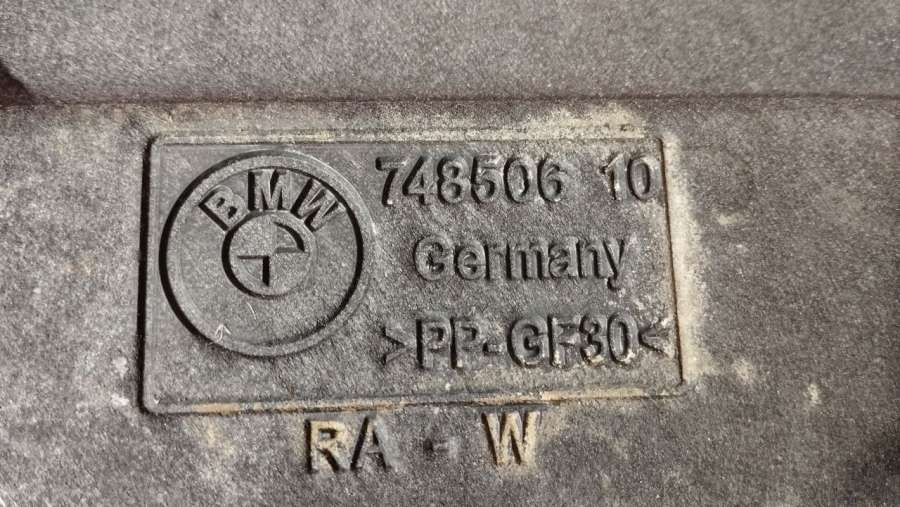 BMW
748506 10
Germany
>PP-GF30<
RA - W